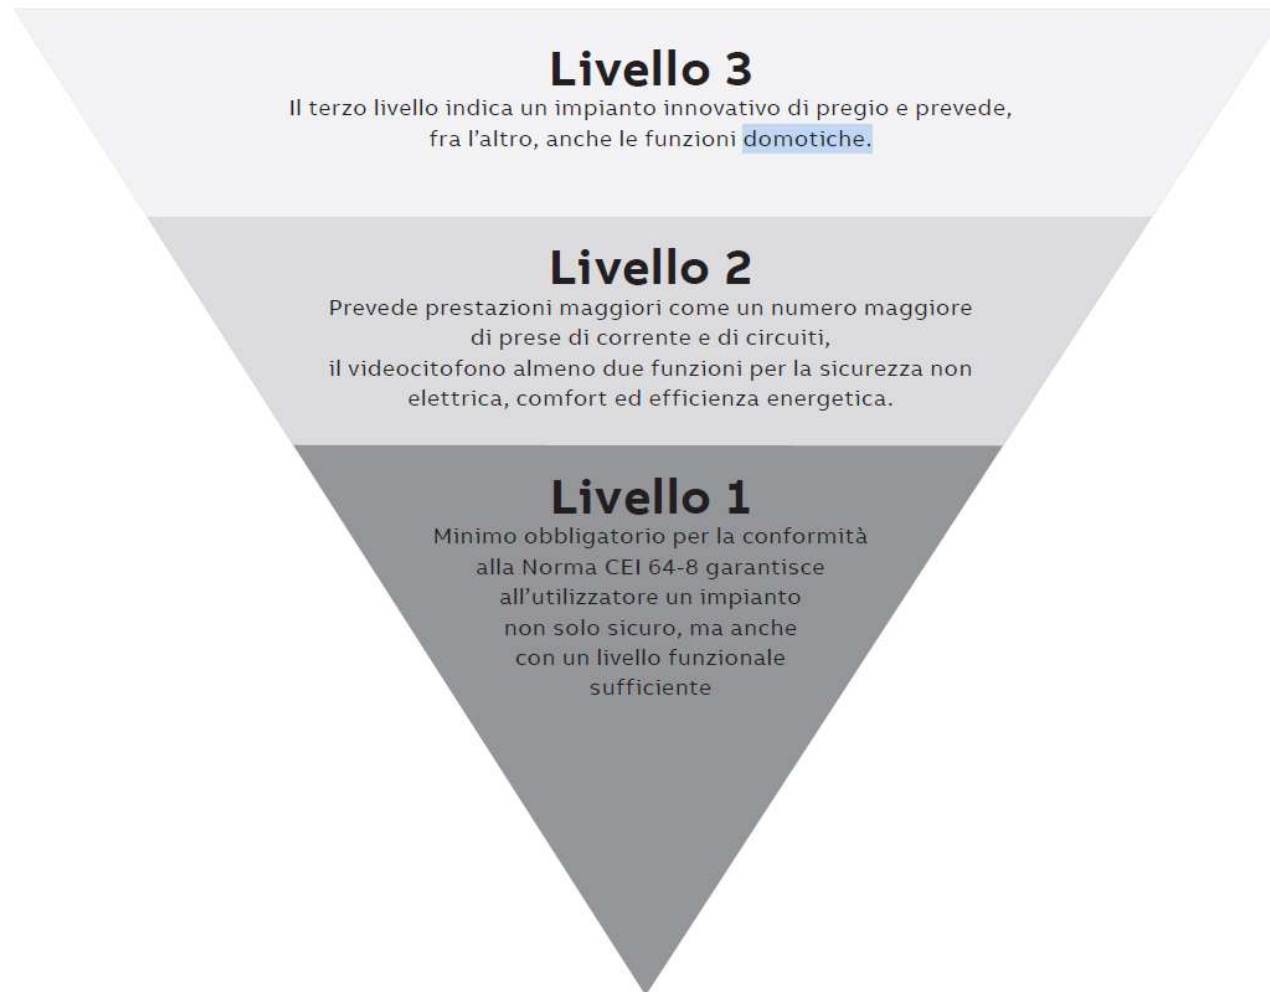 Livello 3
Il terzo livello indica un impianto innovativo di pregio e prevede,
fra l'altro, anche le funzioni domotiche.
Livello 2
Prevede prestazioni maggiori come un numero maggiore
di prese di corrente e di circuiti,
il videocitofono almeno due funzioni per la sicurezza non
elettrica, comfort ed efficienza energetica.
Livello 1
Minimo obbligatorio per la conformità
alla Norma CEI 64-8 garantisce
all'utilizzatore un impianto
non solo sicuro, ma anche
con un livello funzionale
sufficiente